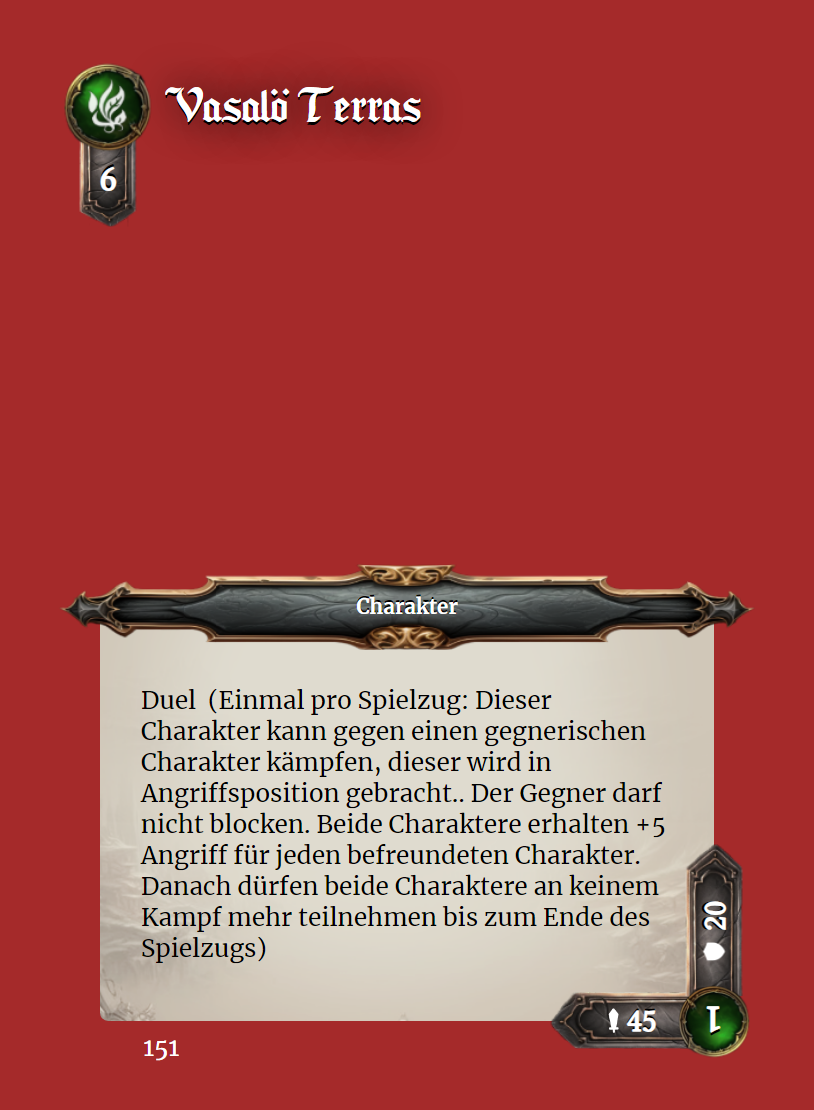 Vasalö Terras
6
Charakter
Duel (Einmal pro Spielzug: Dieser
Charakter kann gegen einen gegnerischen
Charakter kämpfen, dieser wird in
Angriffsposition gebracht.. Der Gegner darf
nicht blocken. Beide Charaktere erhalten +5
Angriff für jeden befreundeten Charakter.
Danach dürfen beide Charaktere an keinem
Kampf mehr teilnehmen bis zum Ende des
Spielzugs)
20
45
1
151